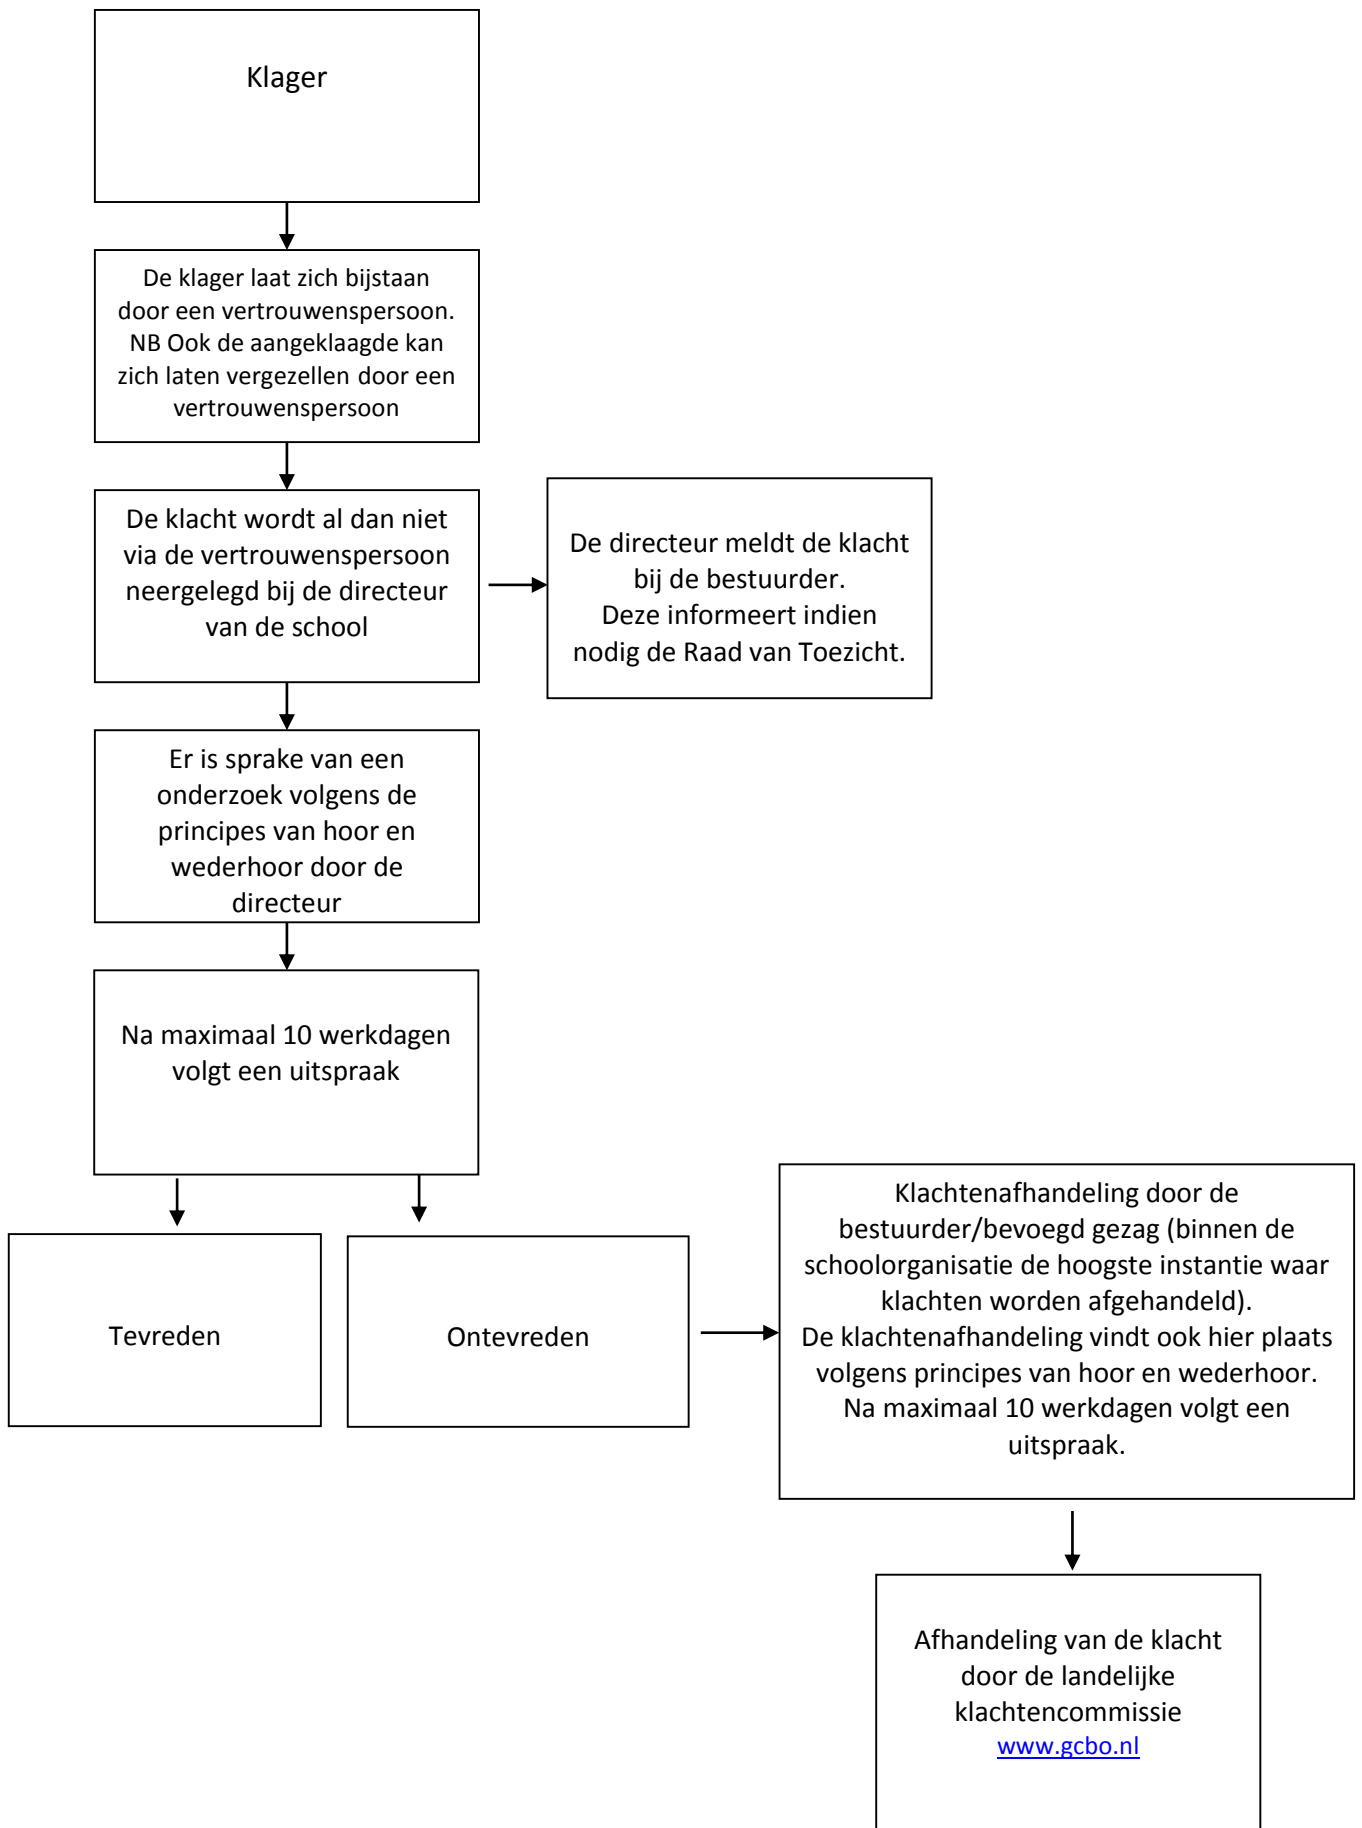 Klager
De klager laat zich bijstaan
door een vertrouwenspersoon.
NB Ook de aangeklaagde kan
zich laten vergezellen door een
vertrouwenspersoon
De klacht wordt al dan niet
via de vertrouwenspersoon
neergelegd bij de directeur
van de school
De directeur meldt de klacht
bij de bestuurder.
Deze informeert indien
nodig de Raad van Toezicht.
Er is sprake van een
onderzoek volgens de
principes van hoor en
wederhoor door de
directeur
Na maximaal 10 werkdagen
volgt een uitspraak
Tevreden
Ontevreden
Klachtenafhandeling door de
bestuurder/bevoegd gezag (binnen de
schoolorganisatie de hoogste instantie waar
klachten worden afgehandeld).
De klachtenafhandeling vindt ook hier plaats
volgens principes van hoor en wederhoor.
Na maximaal 10 werkdagen volgt een
uitspraak.
Afhandeling van de klacht
door de landelijke
klachtencommissie
www.gcbo.nl